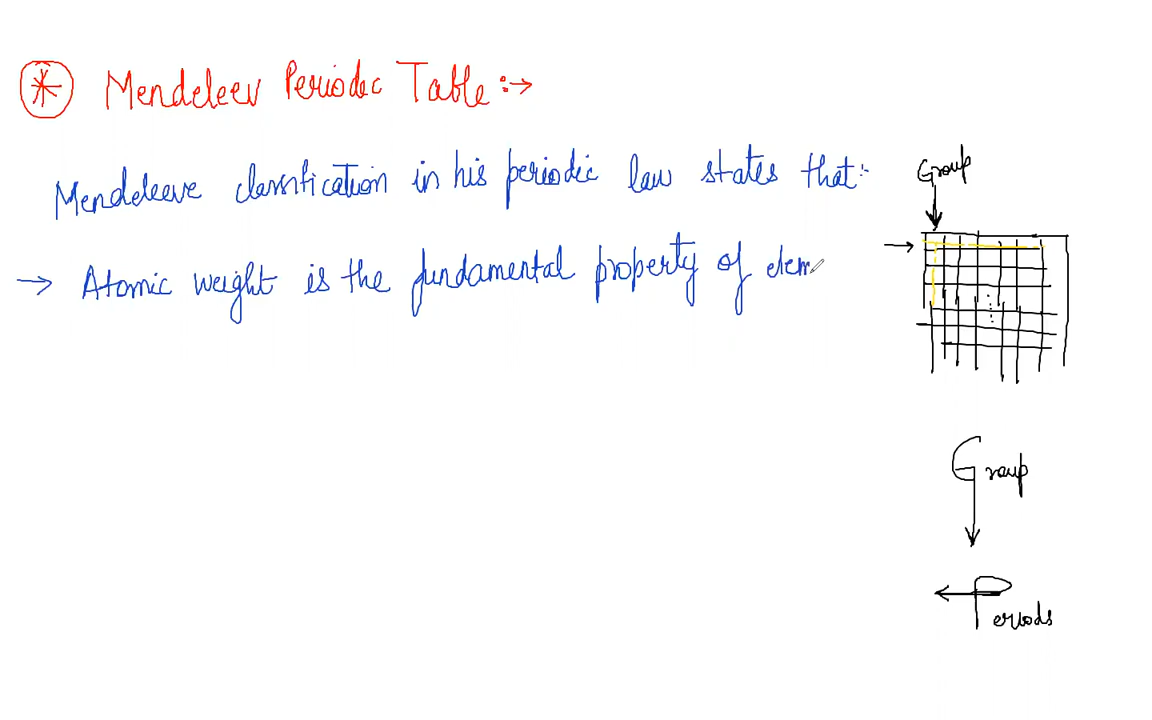 * Mendeleev Periodic Table :→
Mendeleeve classification in his periodic law states that :-
→ Atomic weight is the fundamental property of elem
Group
Group
Periods